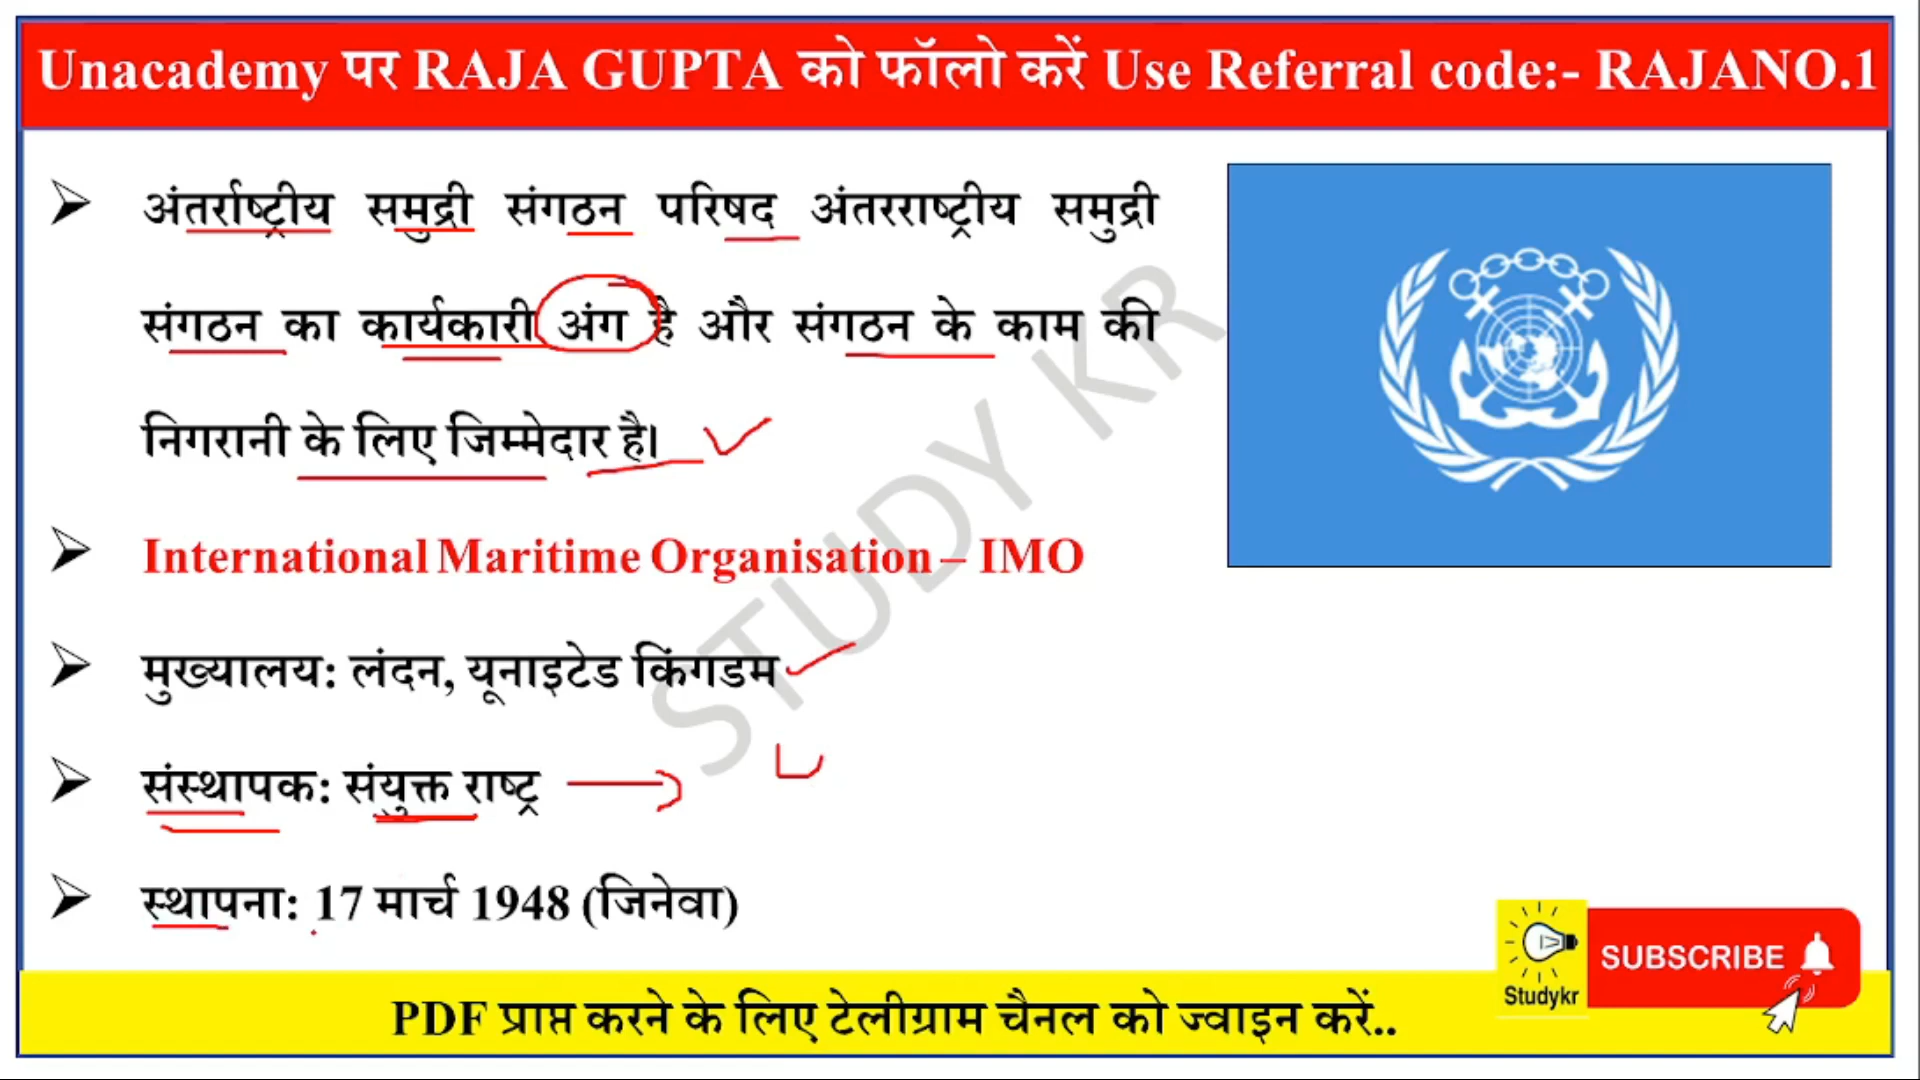 Unacademy पर RAJA GUPTA को फॉलो करें Use Referral code:- RAJANO.1
अंतर्राष्ट्रीय समुद्री संगठन परिषद अंतरराष्ट्रीय समुद्री
संगठन का कार्यकारी अंग है और संगठन के काम की
निगरानी के लिए जिम्मेदार है।
International Maritime Organisation – IMO
मुख्यालय: लंदन, यूनाइटेड किंगडम
संस्थापक: संयुक्त राष्ट्र
स्थापना: 17 मार्च 1948 (जिनेवा)
STUDY KR
Studykr
SUBSCRIBE
PDF प्राप्त करने के लिए टेलीग्राम चैनल को ज्वाइन करें..